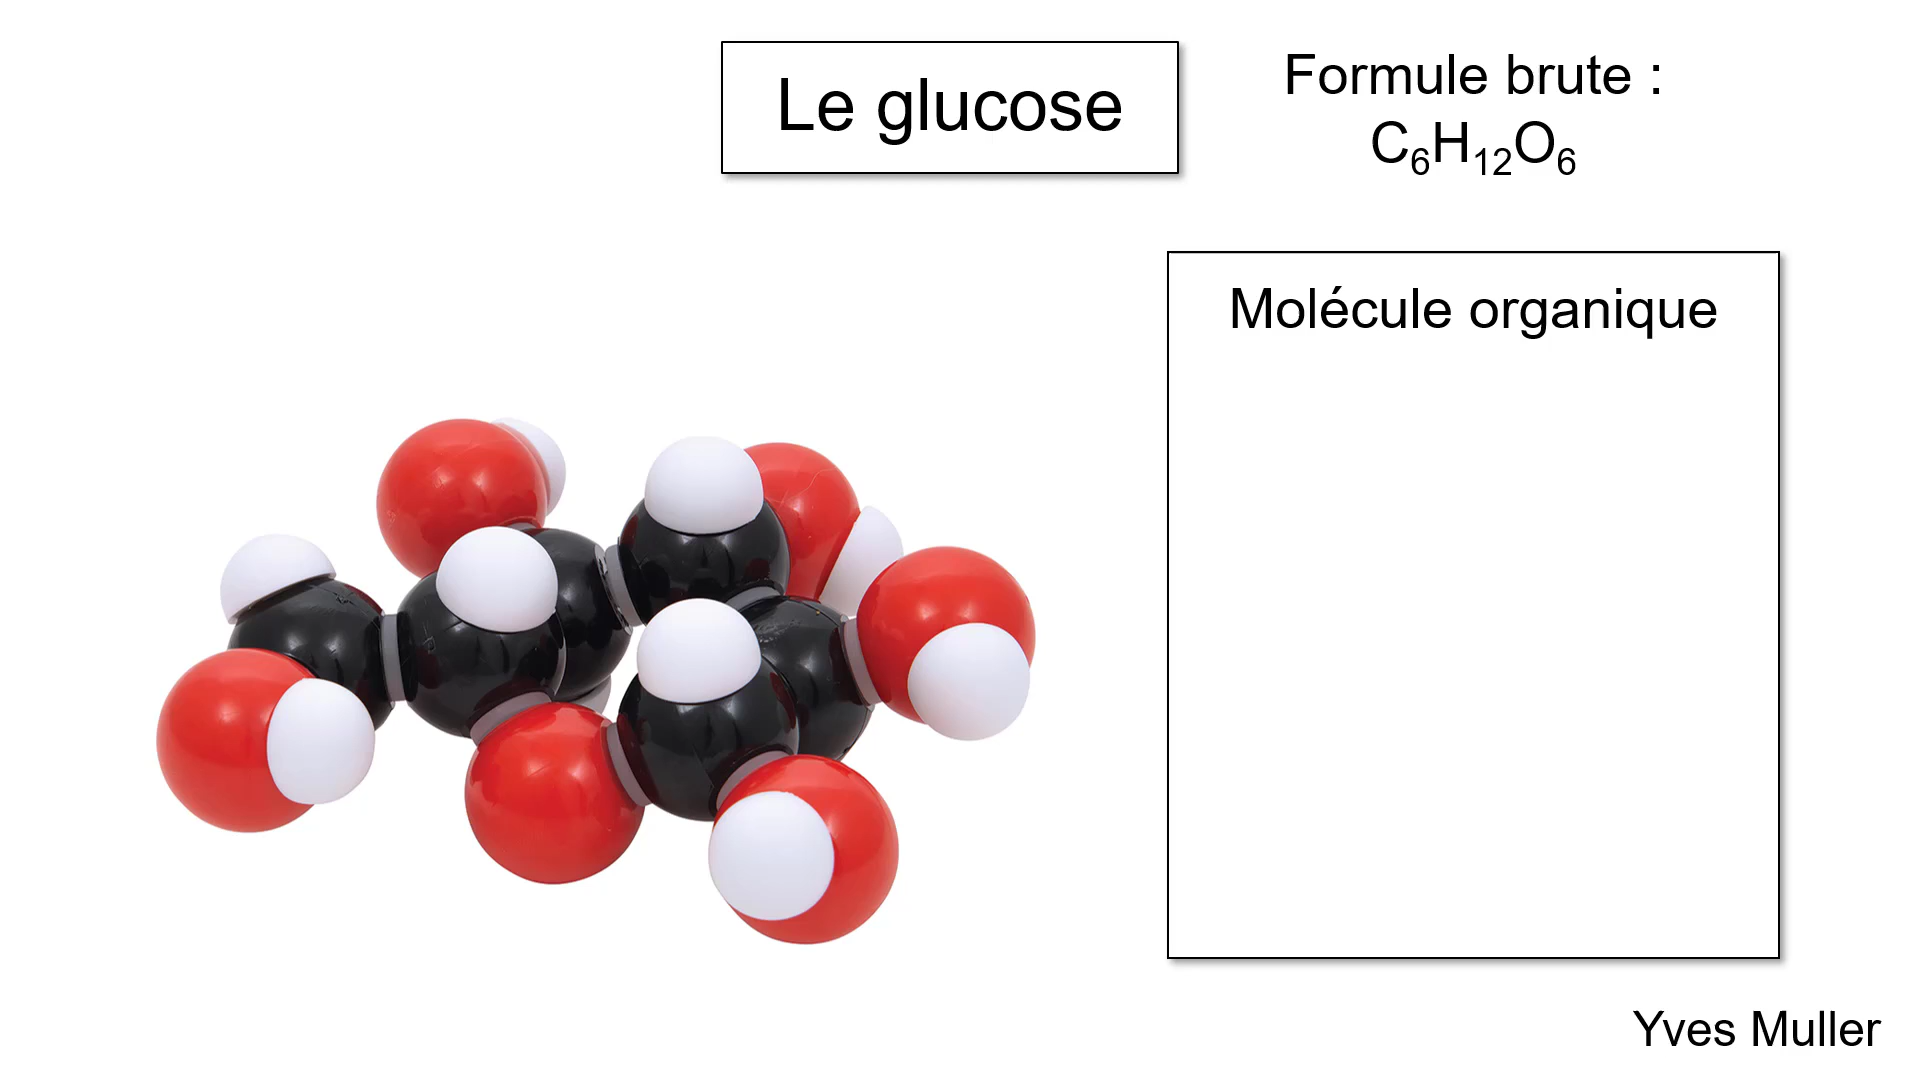 Le glucose
Formule brute :
C₆H₁₂O₆
Molécule organique
Yves Muller